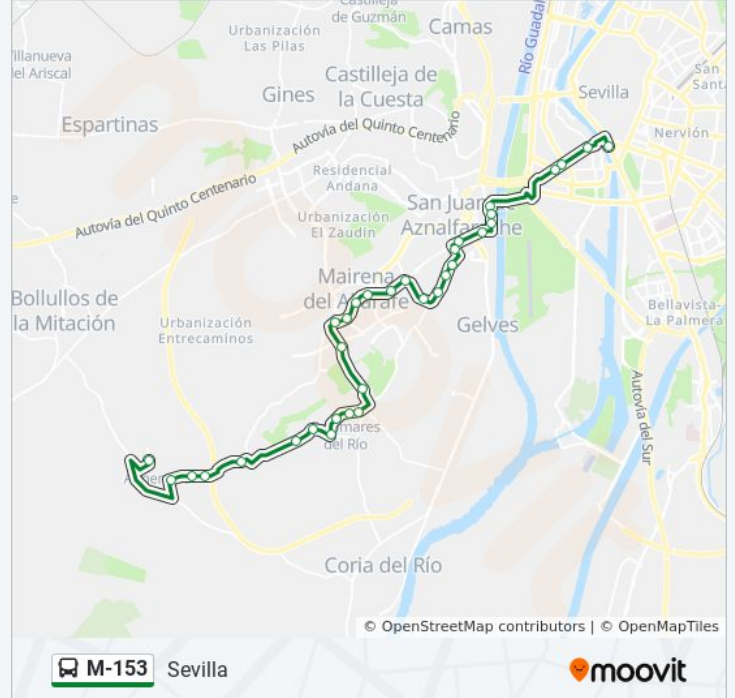 Castilleja
de Guzmán
Camas
Urbanización
Las Pilas
Río Guadal
Villanueva
del Ariscal
Castilleja de
la Cuesta
Gines
Sevilla
San
Santa
Espartinas
Autovía del Quinto Centenario
Nervión
Residencial
Andana
Autovía del Quinto Centenario
San Juan
Aznalfarache
Urbanización
El Zaudín
Mairena
del Aljarafe
Bollullos de
la Mitación
Urbanización
Entrecaminos
Gelves
Bellavista-
La Palmera
Autovía del Sur
mares
del Río
Coria del Río
© OpenStreetMap contributors | © OpenMapTiles
M-153 Sevilla
moovit